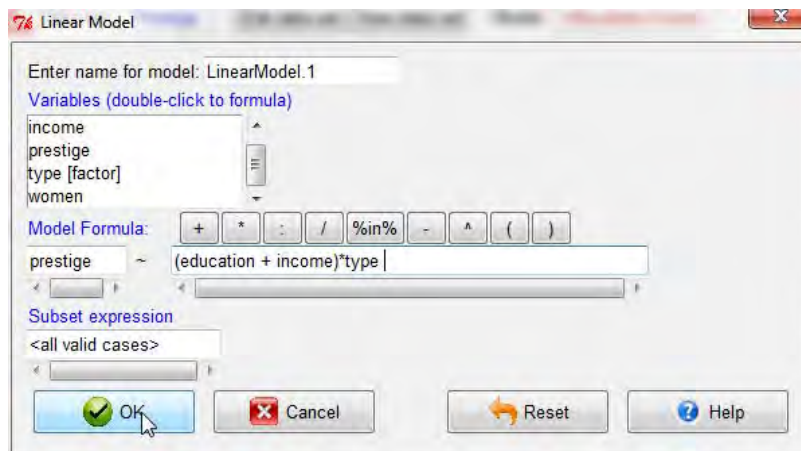 Linear Model
Enter name for model: LinearModel.1
Variables (double-click to formula)
income
prestige
type [factor]
women
Model Formula: + * : / %in% - ^ ( )
prestige ~ (education + income)*type
Subset expression
<all valid cases>
OK Cancel Reset Help